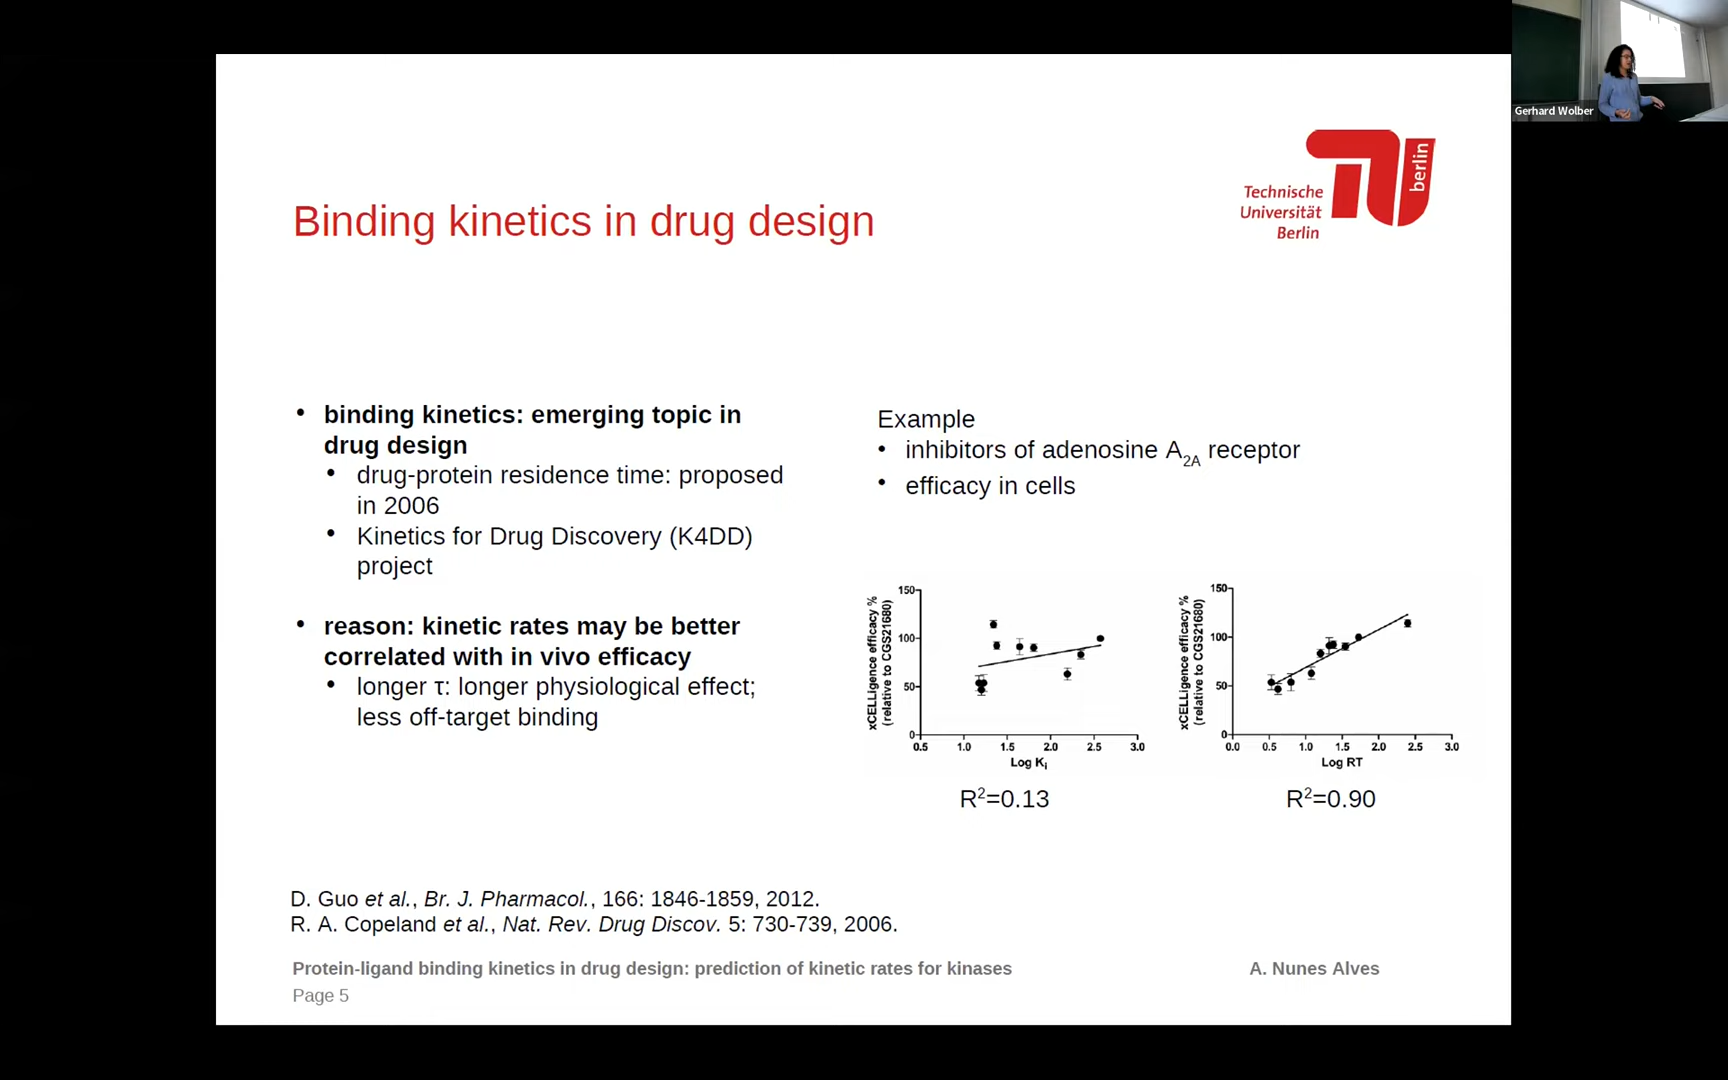 Gerhard Wolber
Technische
Universität
Berlin
berlin
Binding kinetics in drug design
• binding kinetics: emerging topic in
drug design
• drug-protein residence time: proposed
in 2006
• Kinetics for Drug Discovery (K4DD)
project
• reason: kinetic rates may be better
correlated with in vivo efficacy
• longer τ: longer physiological effect;
less off-target binding
Example
• inhibitors of adenosine A2A receptor
• efficacy in cells
xCELLigence efficacy %
(relative to CGS21680)
150
100
50
0
0.5 1.0 1.5 2.0 2.5 3.0
Log Ki
R²=0.13
xCELLigence efficacy %
(relative to CGS21680)
150
100
50
0
0.0 0.5 1.0 1.5 2.0 2.5 3.0
Log RT
R²=0.90
D. Guo et al., Br. J. Pharmacol., 166: 1846-1859, 2012.
R. A. Copeland et al., Nat. Rev. Drug Discov. 5: 730-739, 2006.
Protein-ligand binding kinetics in drug design: prediction of kinetic rates for kinases
A. Nunes Alves
Page 5